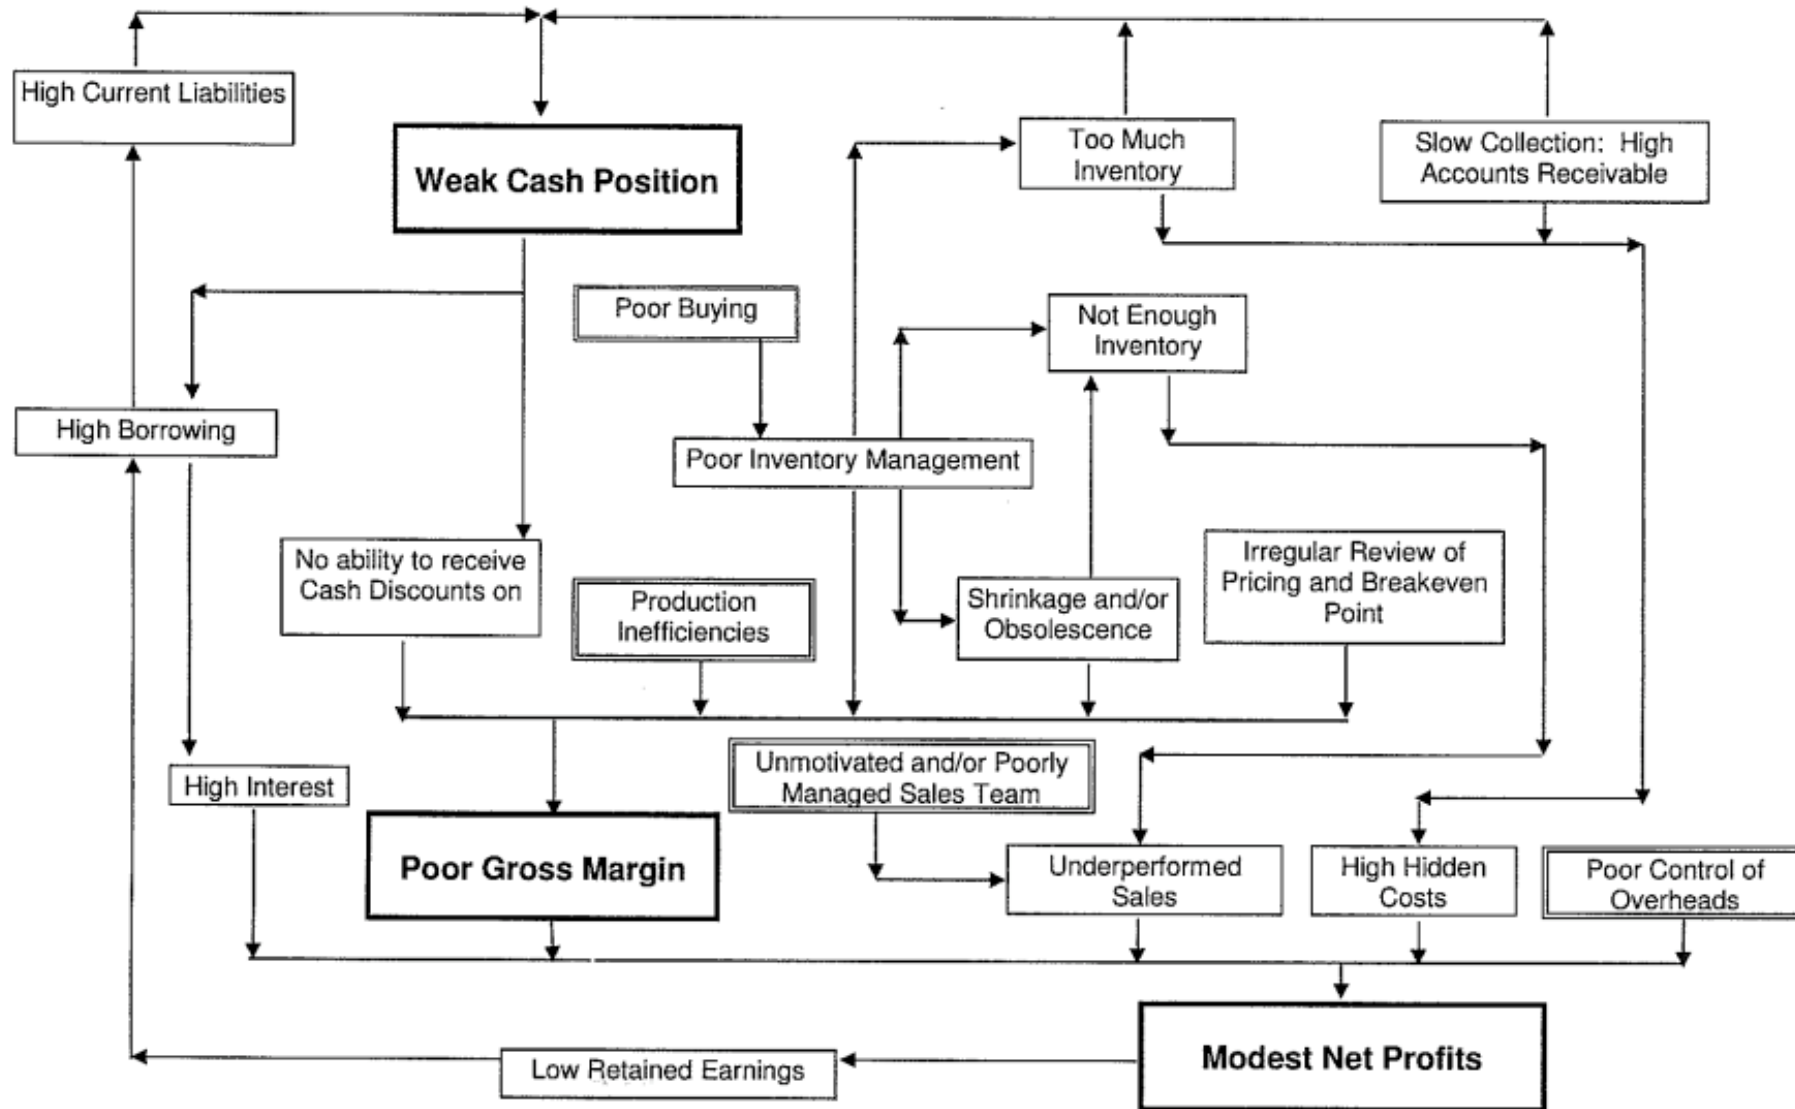 High Current Liabilities
Weak Cash Position
Too Much
Inventory
Slow Collection: High
Accounts Receivable
Poor Buying
Not Enough
Inventory
High Borrowing
Poor Inventory Management
No ability to receive
Cash Discounts on
Production
Inefficiencies
Shrinkage and/or
Obsolescence
Irregular Review of
Pricing and Breakeven
Point
High Interest
Unmotivated and/or Poorly
Managed Sales Team
Poor Gross Margin
Underperformed
Sales
High Hidden
Costs
Poor Control of
Overheads
Low Retained Earnings
Modest Net Profits